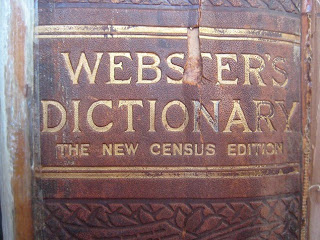 WEBSTER'S
DICTIONARY
THE NEW CENSUS EDITION